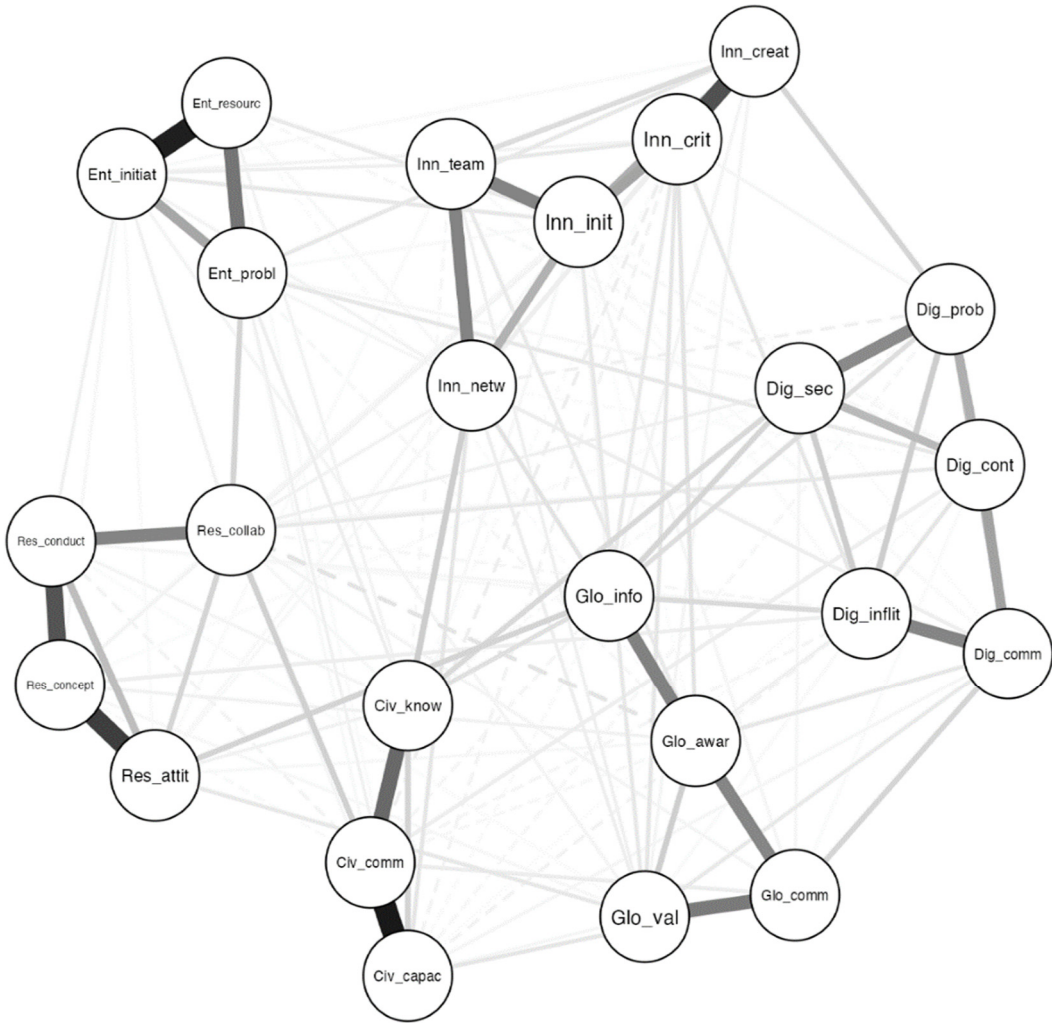 Inn_creat
Ent_resourc
Inn_crit
Inn_team
Ent_initiat
Inn_init
Ent_probl
Dig_prob
Inn_netw
Dig_sec
Dig_cont
Res_collab
Res_conduct
Glo_info
Dig_inflit
Dig_comm
Res_concept
Civ_know
Glo_awar
Res_attit
Civ_comm
Glo_comm
Glo_val
Civ_capac